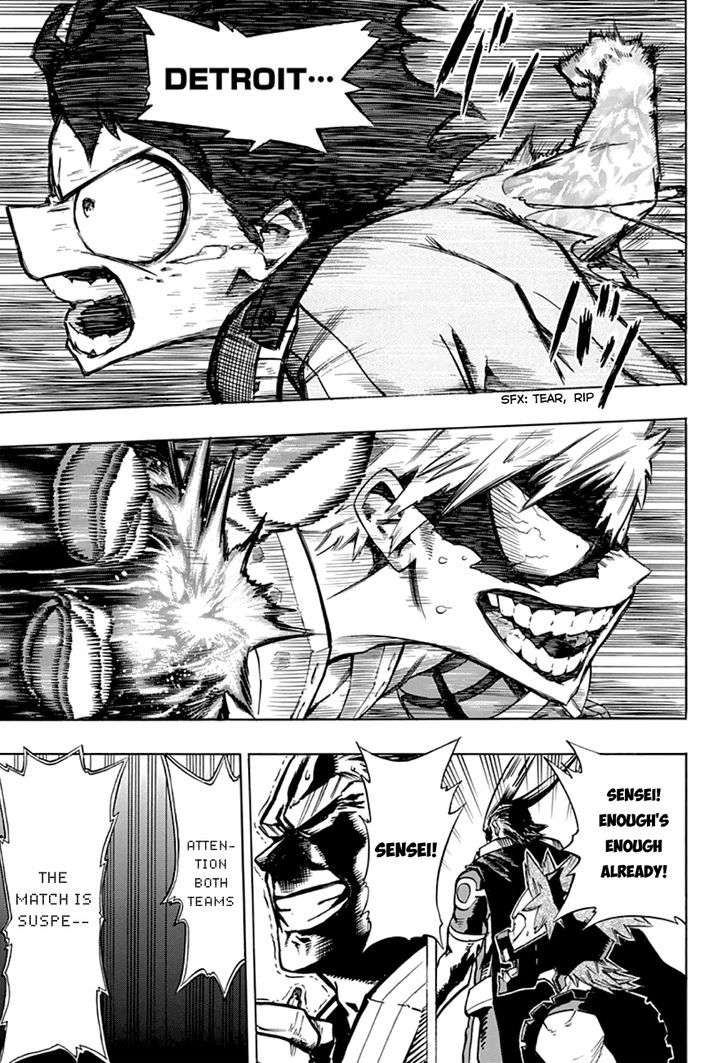 DETROIT...
SFX: TEAR, RIP
SENSEI!
ENOUGH'S
ENOUGH
ALREADY!
SENSEI!
ATTEN-
TION
BOTH
TEAMS
THE
MATCH IS
SUSPE--